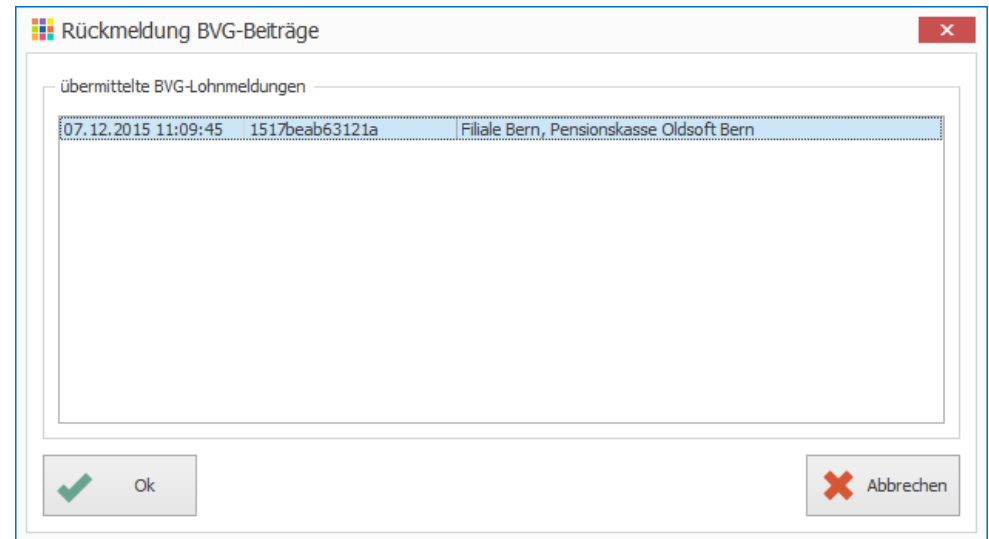 Rückmeldung BVG-Beiträge
übermittelte BVG-Lohnmeldungen
07.12.2015 11:09:45 1517beab63121a Filiale Bern, Pensionskasse Oldsoft Bern
Ok Abbrechen